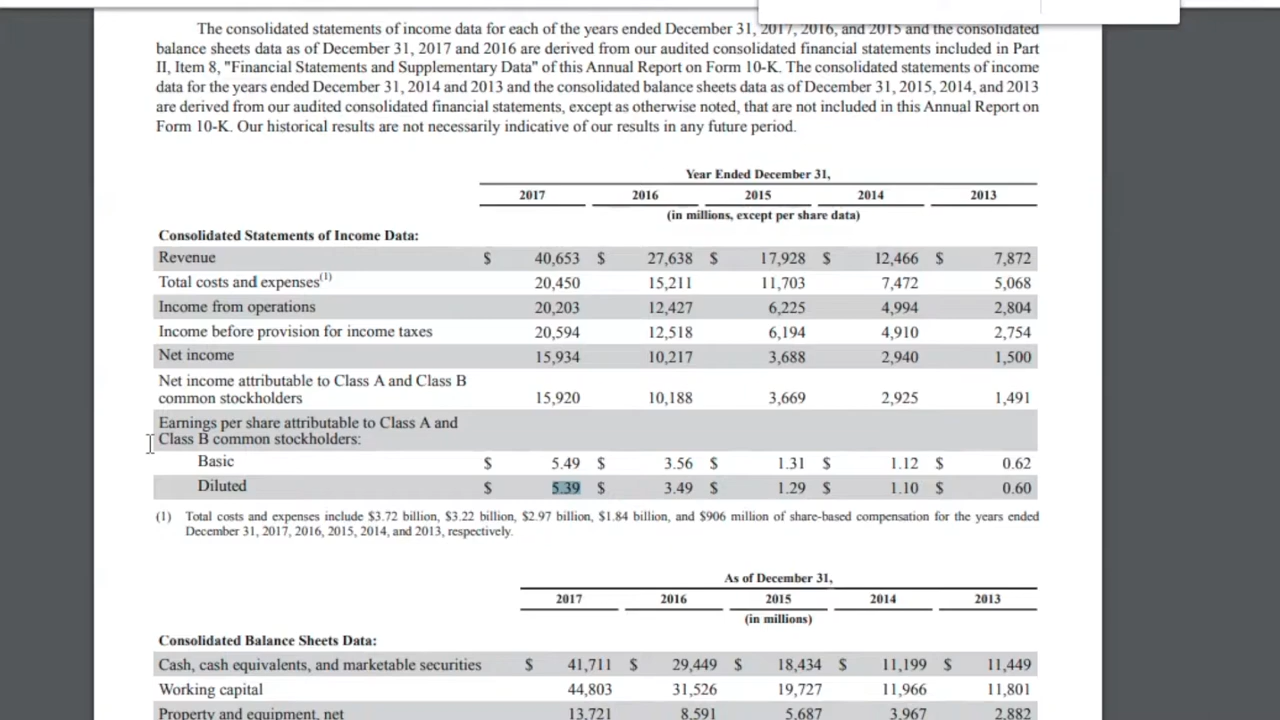 The consolidated statements of income data for each of the years ended December 31, 2017, 2016, and 2015 and the consolidated
balance sheets data as of December 31, 2017 and 2016 are derived from our audited consolidated financial statements included in Part
II, Item 8, "Financial Statements and Supplementary Data" of this Annual Report on Form 10-K. The consolidated statements of income
data for the years ended December 31, 2014 and 2013 and the consolidated balance sheets data as of December 31, 2015, 2014, and 2013
are derived from our audited consolidated financial statements, except as otherwise noted, that are not included in this Annual Report on
Form 10-K. Our historical results are not necessarily indicative of our results in any future period.
Year Ended December 31,
2017 2016 2015 2014 2013
(in millions, except per share data)
Consolidated Statements of Income Data:
Revenue $ 40,653 $ 27,638 $ 17,928 $ 12,466 $ 7,872
Total costs and expenses(1) 20,450 15,211 11,703 7,472 5,068
Income from operations 20,203 12,427 6,225 4,994 2,804
Income before provision for income taxes 20,594 12,518 6,194 4,910 2,754
Net income 15,934 10,217 3,688 2,940 1,500
Net income attributable to Class A and Class B
common stockholders 15,920 10,188 3,669 2,925 1,491
Earnings per share attributable to Class A and
Class B common stockholders:
Basic $ 5.49 $ 3.56 $ 1.31 $ 1.12 $ 0.62
Diluted $ 5.39 $ 3.49 $ 1.29 $ 1.10 $ 0.60
(1) Total costs and expenses include $3.72 billion, $3.22 billion, $2.97 billion, $1.84 billion, and $906 million of share-based compensation for the years ended
December 31, 2017, 2016, 2015, 2014, and 2013, respectively.
As of December 31,
2017 2016 2015 2014 2013
(in millions)
Consolidated Balance Sheets Data:
Cash, cash equivalents, and marketable securities $ 41,711 $ 29,449 $ 18,434 $ 11,199 $ 11,449
Working capital 44,803 31,526 19,727 11,966 11,801
Property and equipment, net 13,721 8,591 5,687 3,967 2,882